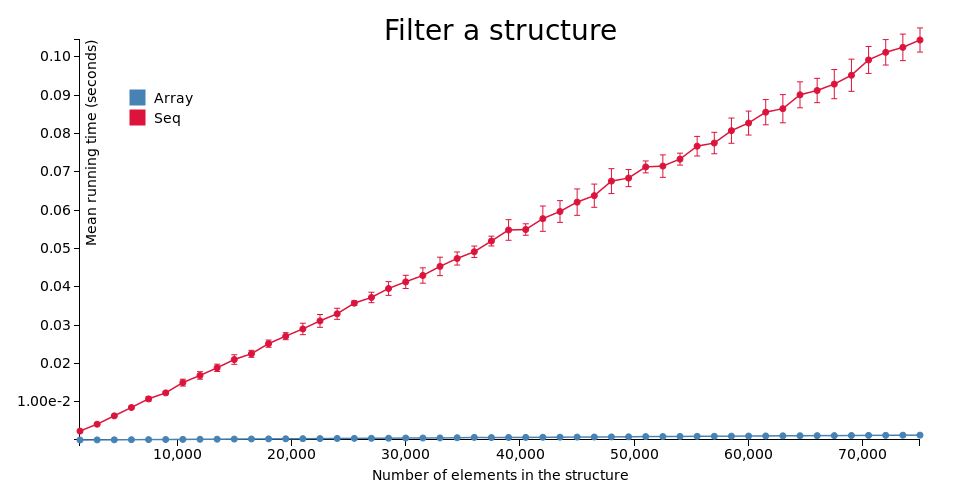 Filter a structure
Mean running time (seconds)
0.10
0.09
0.08
0.07
0.06
0.05
0.04
0.03
0.02
1.00e-2
Array
Seq
10,000 20,000 30,000 40,000 50,000 60,000 70,000
Number of elements in the structure